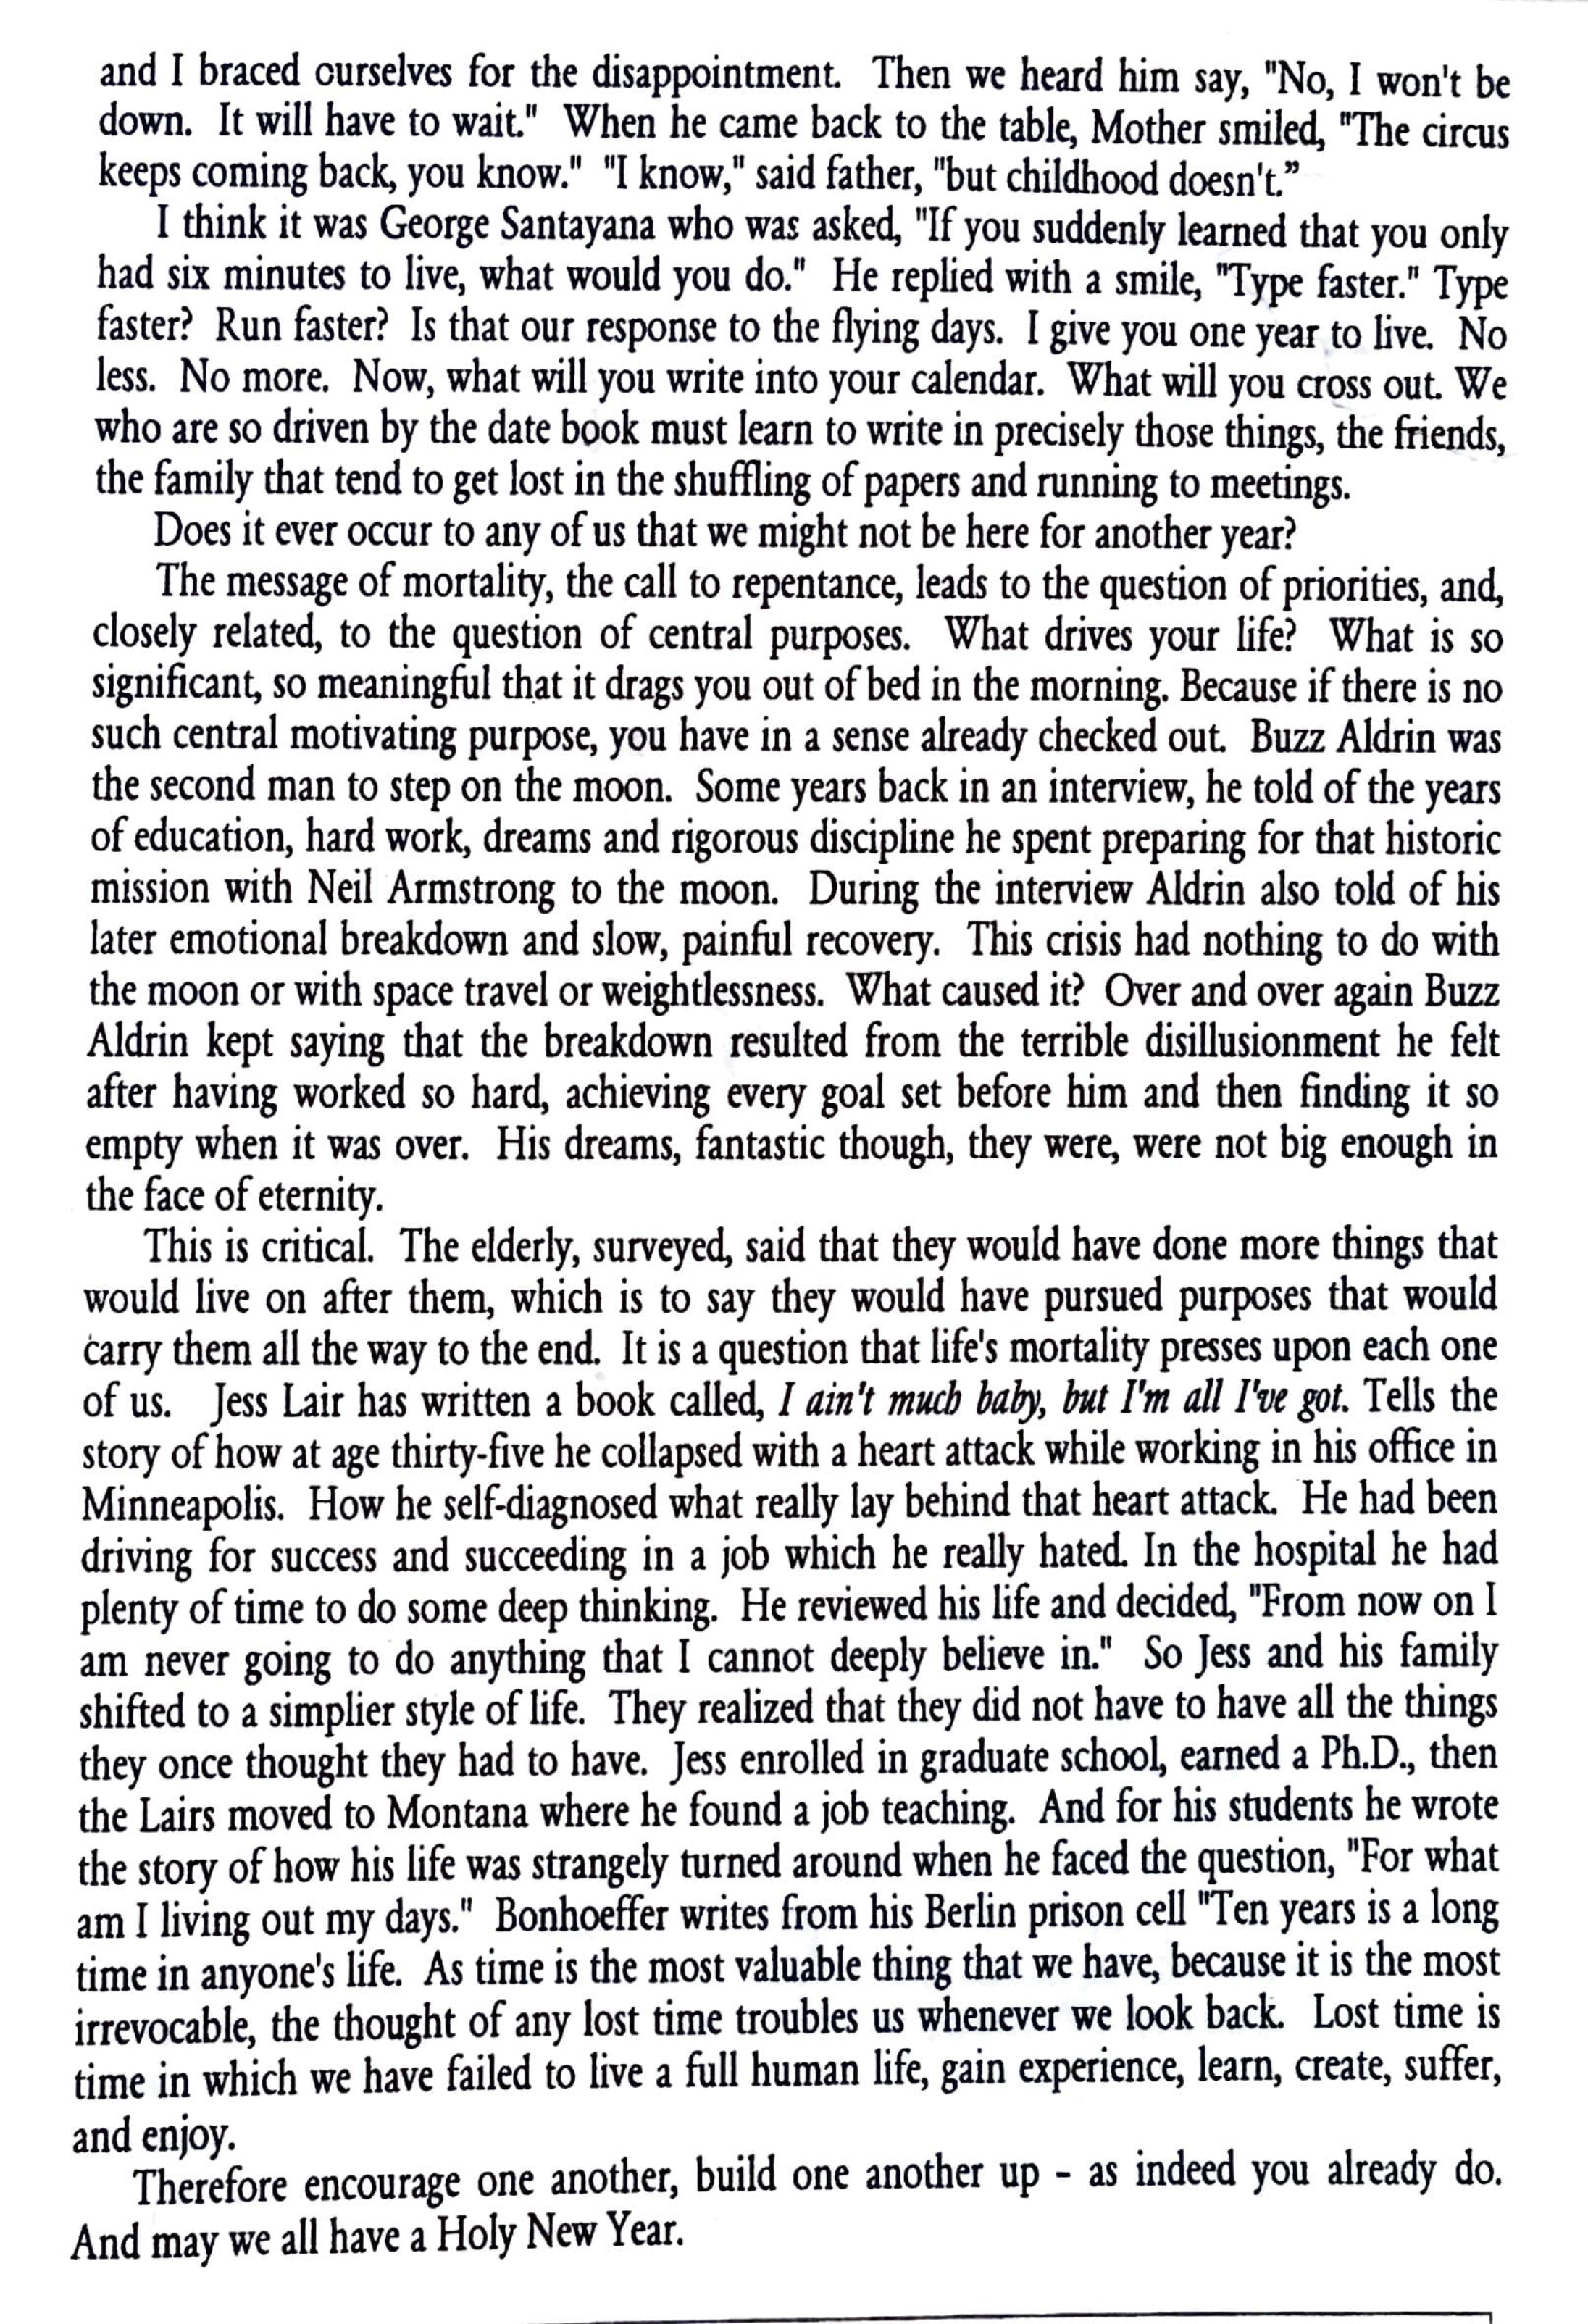 and I braced ourselves for the disappointment. Then we heard him say, "No, I won't be
down. It will have to wait." When he came back to the table, Mother smiled, "The circus
keeps coming back, you know." "I know," said father, "but childhood doesn't.”
I think it was George Santayana who was asked, "If you suddenly learned that you only
had six minutes to live, what would you do." He replied with a smile, "Type faster." Type
faster? Run faster? Is that our response to the flying days. I give you one year to live. No
less. No more. Now, what will you write into your calendar. What will you cross out. We
who are so driven by the date book must learn to write in precisely those things, the friends,
the family that tend to get lost in the shuffling of papers and running to meetings.
Does it ever occur to any of us that we might not be here for another year?
The message of mortality, the call to repentance, leads to the question of priorities, and,
closely related, to the question of central purposes. What drives your life? What is so
significant, so meaningful that it drags you out of bed in the morning. Because if there is no
such central motivating purpose, you have in a sense already checked out. Buzz Aldrin was
the second man to step on the moon. Some years back in an interview, he told of the years
of education, hard work, dreams and rigorous discipline he spent preparing for that historic
mission with Neil Armstrong to the moon. During the interview Aldrin also told of his
later emotional breakdown and slow, painful recovery. This crisis had nothing to do with
the moon or with space travel or weightlessness. What caused it? Over and over again Buzz
Aldrin kept saying that the breakdown resulted from the terrible disillusionment he felt
after having worked so hard, achieving every goal set before him and then finding it so
empty when it was over. His dreams, fantastic though, they were, were not big enough in
the face of eternity.
This is critical. The elderly, surveyed, said that they would have done more things that
would live on after them, which is to say they would have pursued purposes that would
carry them all the way to the end. It is a question that life's mortality presses upon each one
of us. Jess Lair has written a book called, I ain't much baby, but I'm all I've got. Tells the
story of how at age thirty-five he collapsed with a heart attack while working in his office in
Minneapolis. How he self-diagnosed what really lay behind that heart attack. He had been
driving for success and succeeding in a job which he really hated. In the hospital he had
plenty of time to do some deep thinking. He reviewed his life and decided, "From now on I
am never going to do anything that I cannot deeply believe in." So Jess and his family
shifted to a simplier style of life. They realized that they did not have to have all the things
they once thought they had to have. Jess enrolled in graduate school, earned a Ph.D., then
the Lairs moved to Montana where he found a job teaching. And for his students he wrote
the story of how his life was strangely turned around when he faced the question, "For what
am I living out my days." Bonhoeffer writes from his Berlin prison cell "Ten years is a long
time in anyone's life. As time is the most valuable thing that we have, because it is the most
irrevocable, the thought of any lost time troubles us whenever we look back. Lost time is
time in which we have failed to live a full human life, gain experience, learn, create, suffer,
and enjoy.
Therefore encourage one another, build one another up - as indeed you already do.
And may we all have a Holy New Year.